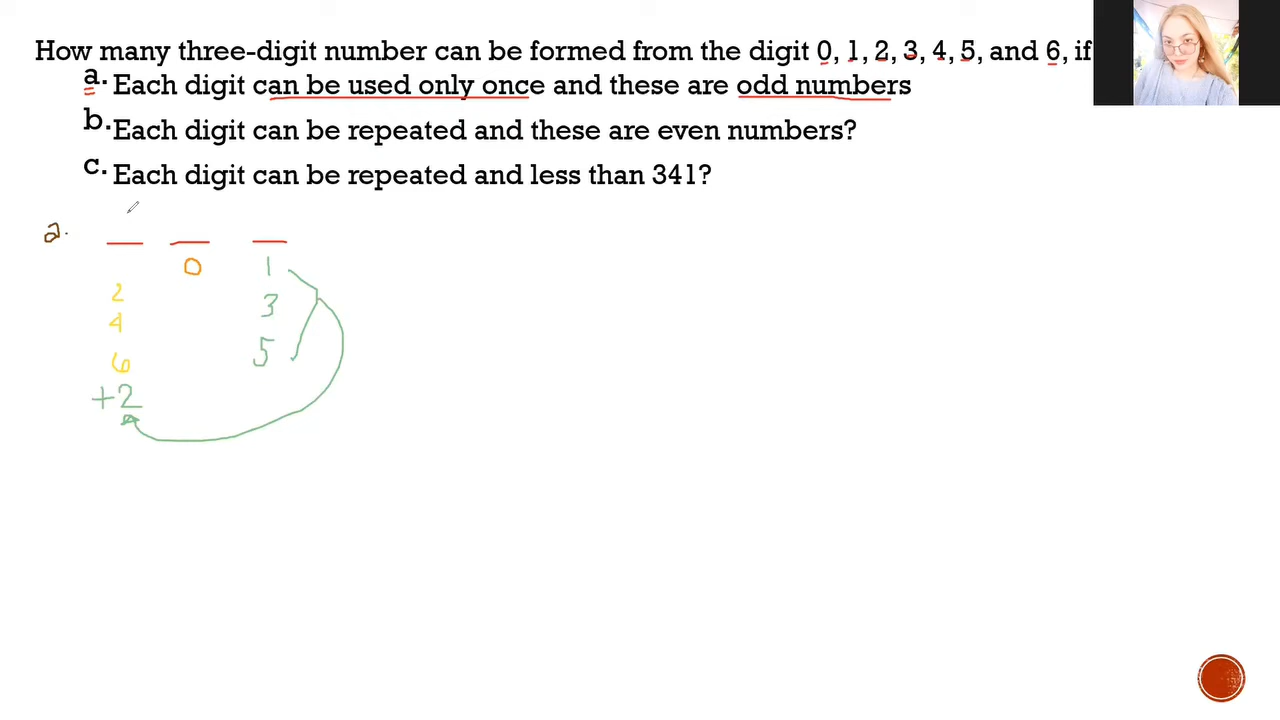 How many three-digit number can be formed from the digit 0, 1, 2, 3, 4, 5, and 6, if
a. Each digit can be used only once and these are odd numbers
b. Each digit can be repeated and these are even numbers?
c. Each digit can be repeated and less than 341?
a.
0 1
2
3
4
5
6
+2